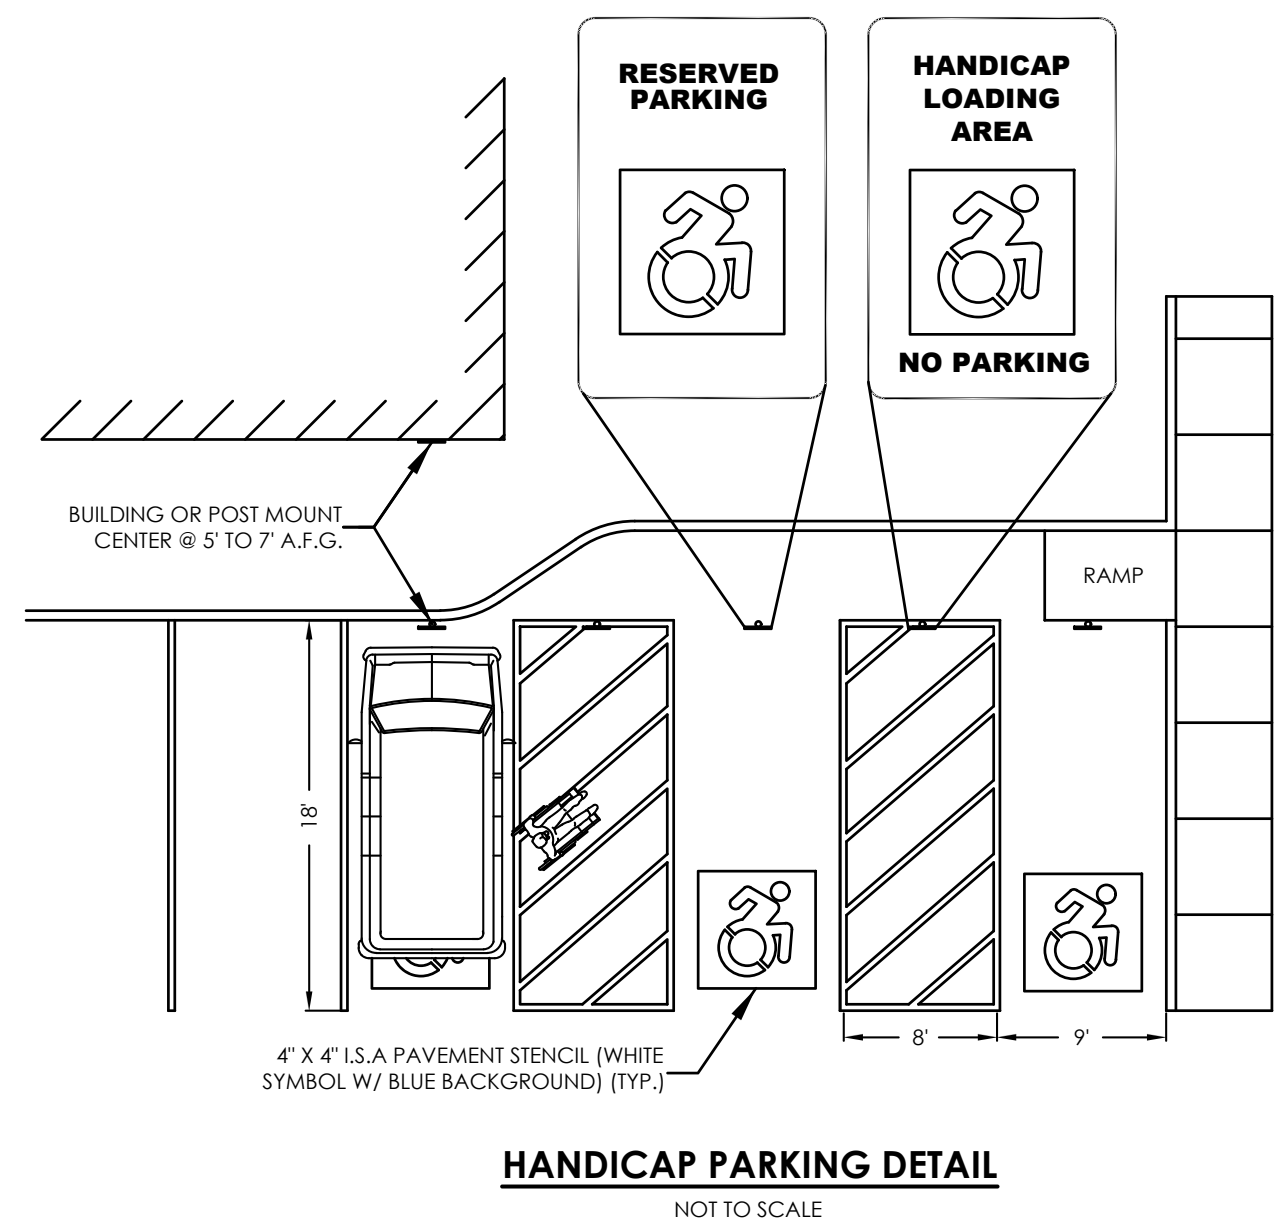 RESERVED
PARKING
HANDICAP
LOADING
AREA
NO PARKING
BUILDING OR POST MOUNT
CENTER @ 5' TO 7' A.F.G.
RAMP
18'
8'
9'
4" X 4" I.S.A PAVEMENT STENCIL (WHITE
SYMBOL W/ BLUE BACKGROUND) (TYP.)
HANDICAP PARKING DETAIL
NOT TO SCALE